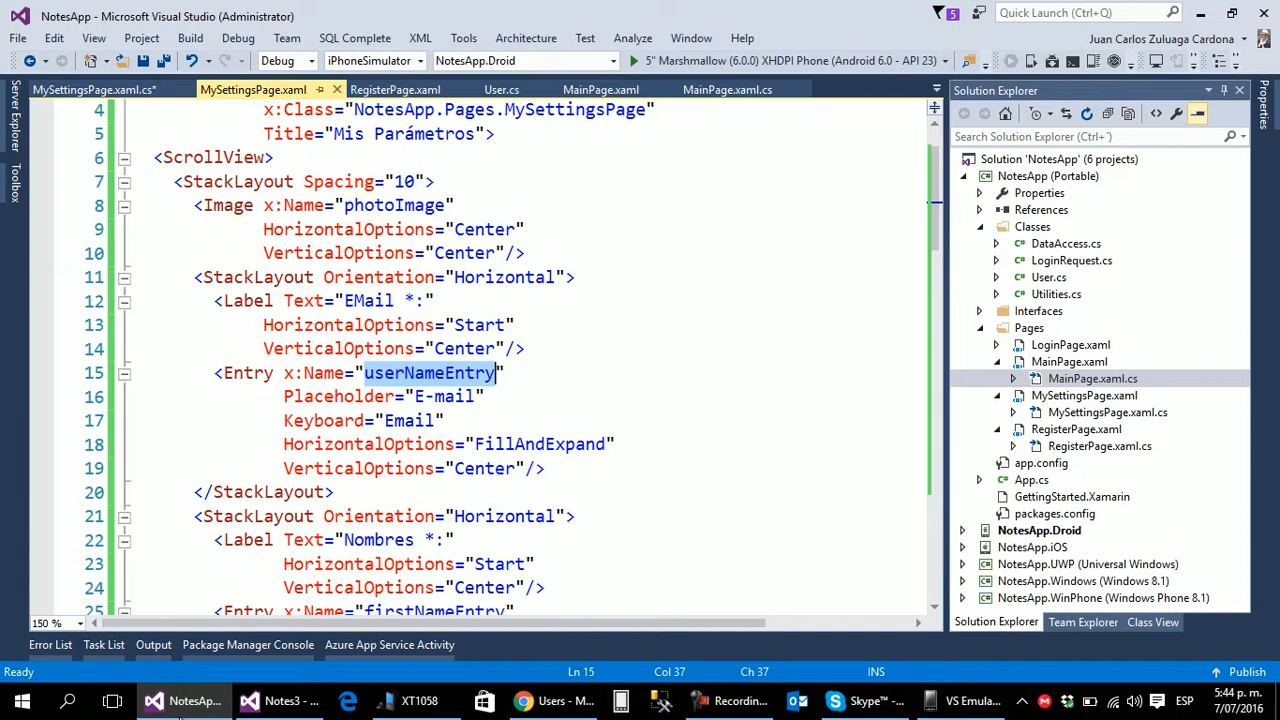 NotesApp - Microsoft Visual Studio (Administrator)
5
Quick Launch (Ctrl+Q)
File Edit View Project Build Debug Team SQL Complete XML Tools Architecture Test Analyze Window Help
Juan Carlos Zuluaga Cardona
Debug iPhoneSimulator NotesApp.Droid 5" Marshmallow (6.0.0) XHDPI Phone (Android 6.0 - API 23)
Server Explorer
Toolbox
MySettingsPage.xaml.cs* MySettingsPage.xaml RegisterPage.xaml User.cs MainPage.xaml MainPage.xaml.cs
4 x:Class="NotesApp.Pages.MySettingsPage"
5 Title="Mis Parámetros">
6 <ScrollView>
7 <StackLayout Spacing="10">
8 <Image x:Name="photoImage"
9 HorizontalOptions="Center"
10 VerticalOptions="Center"/>
11 <StackLayout Orientation="Horizontal">
12 <Label Text="EMail *:"
13 HorizontalOptions="Start"
14 VerticalOptions="Center"/>
15 <Entry x:Name="userNameEntry"
16 Placeholder="E-mail"
17 Keyboard="Email"
18 HorizontalOptions="FillAndExpand"
19 VerticalOptions="Center"/>
20 </StackLayout>
21 <StackLayout Orientation="Horizontal">
22 <Label Text="Nombres *:"
23 HorizontalOptions="Start"
24 VerticalOptions="Center"/>
25 <Entry x:Name="firstNameEntry"
150 %
Solution Explorer
Search Solution Explorer (Ctrl+´)
Solution 'NotesApp' (6 projects)
NotesApp (Portable)
Properties
References
Classes
DataAccess.cs
LoginRequest.cs
User.cs
Utilities.cs
Interfaces
Pages
LoginPage.xaml
MainPage.xaml
MainPage.xaml.cs
MySettingsPage.xaml
MySettingsPage.xaml.cs
RegisterPage.xaml
RegisterPage.xaml.cs
app.config
App.cs
GettingStarted.Xamarin
packages.config
NotesApp.Droid
NotesApp.iOS
NotesApp.UWP (Universal Windows)
NotesApp.Windows (Windows 8.1)
NotesApp.WinPhone (Windows Phone 8.1)
Solution Explorer Team Explorer Class View
Properties
Error List Task List Output Package Manager Console Azure App Service Activity
Ready Ln 15 Col 37 Ch 37 INS Publish
NotesAp... Notes3 - ... XT1058 Users - M... Recording... Skype™ -... VS Emula... ESP
5:44 p. m.
7/07/2016